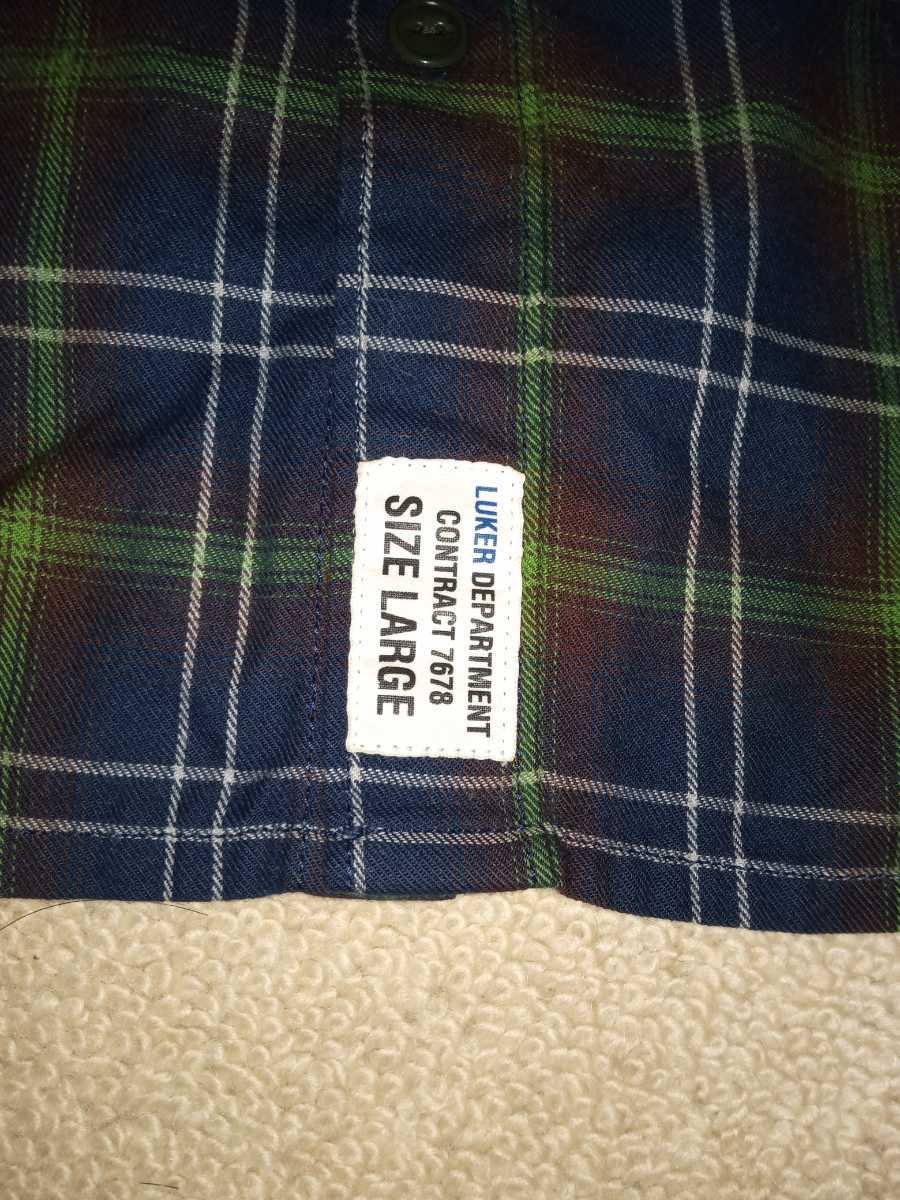 LUKER DEPARTMENT
CONTRACT 7678
SIZE LARGE